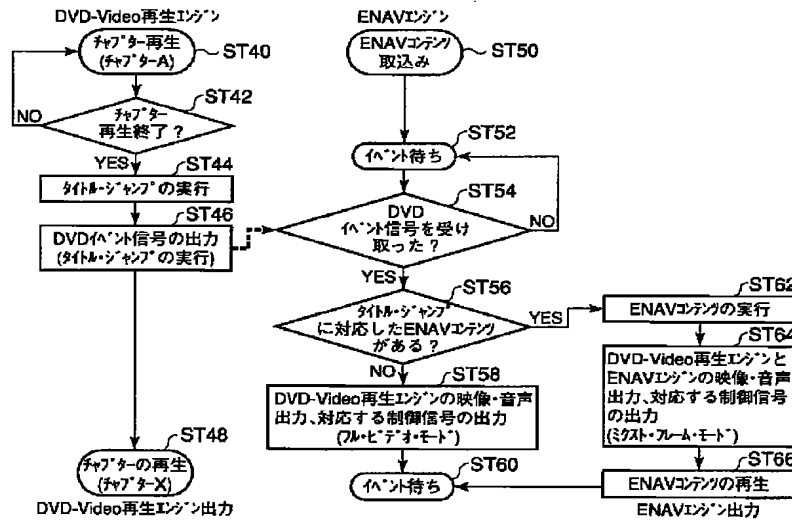 DVD-Video再生エンジン
チャプター再生
(チャプターA)
ST40
ST42
チャプター
再生終了？
NO
YES
ST44
タイトル・ジャンプの実行
ST46
DVDイベント信号の出力
(タイトル・ジャンプの実行)
ST48
チャプターの再生
(チャプターX)
DVD-Video再生エンジン出力
ENAVエンジン
ENAVコンテンツ
取込み
ST50
ST52
イベント待ち
ST54
DVD
イベント信号を受け
取った？
NO
YES
ST56
タイトル・ジャンプ
に対応したENAVコンテンツ
がある？
YES
NO
ST58
DVD-Video再生エンジンの映像・音声
出力、対応する制御信号の出力
(フル・ビデオ・モード)
ST60
イベント待ち
ST62
ENAVコンテンツの実行
ST64
DVD-Video再生エンジンと
ENAVエンジンの映像・音声
出力、対応する制御信号
の出力
(ミクスト・フレーム・モード)
ST66
ENAVコンテンツの再生
ENAVエンジン出力